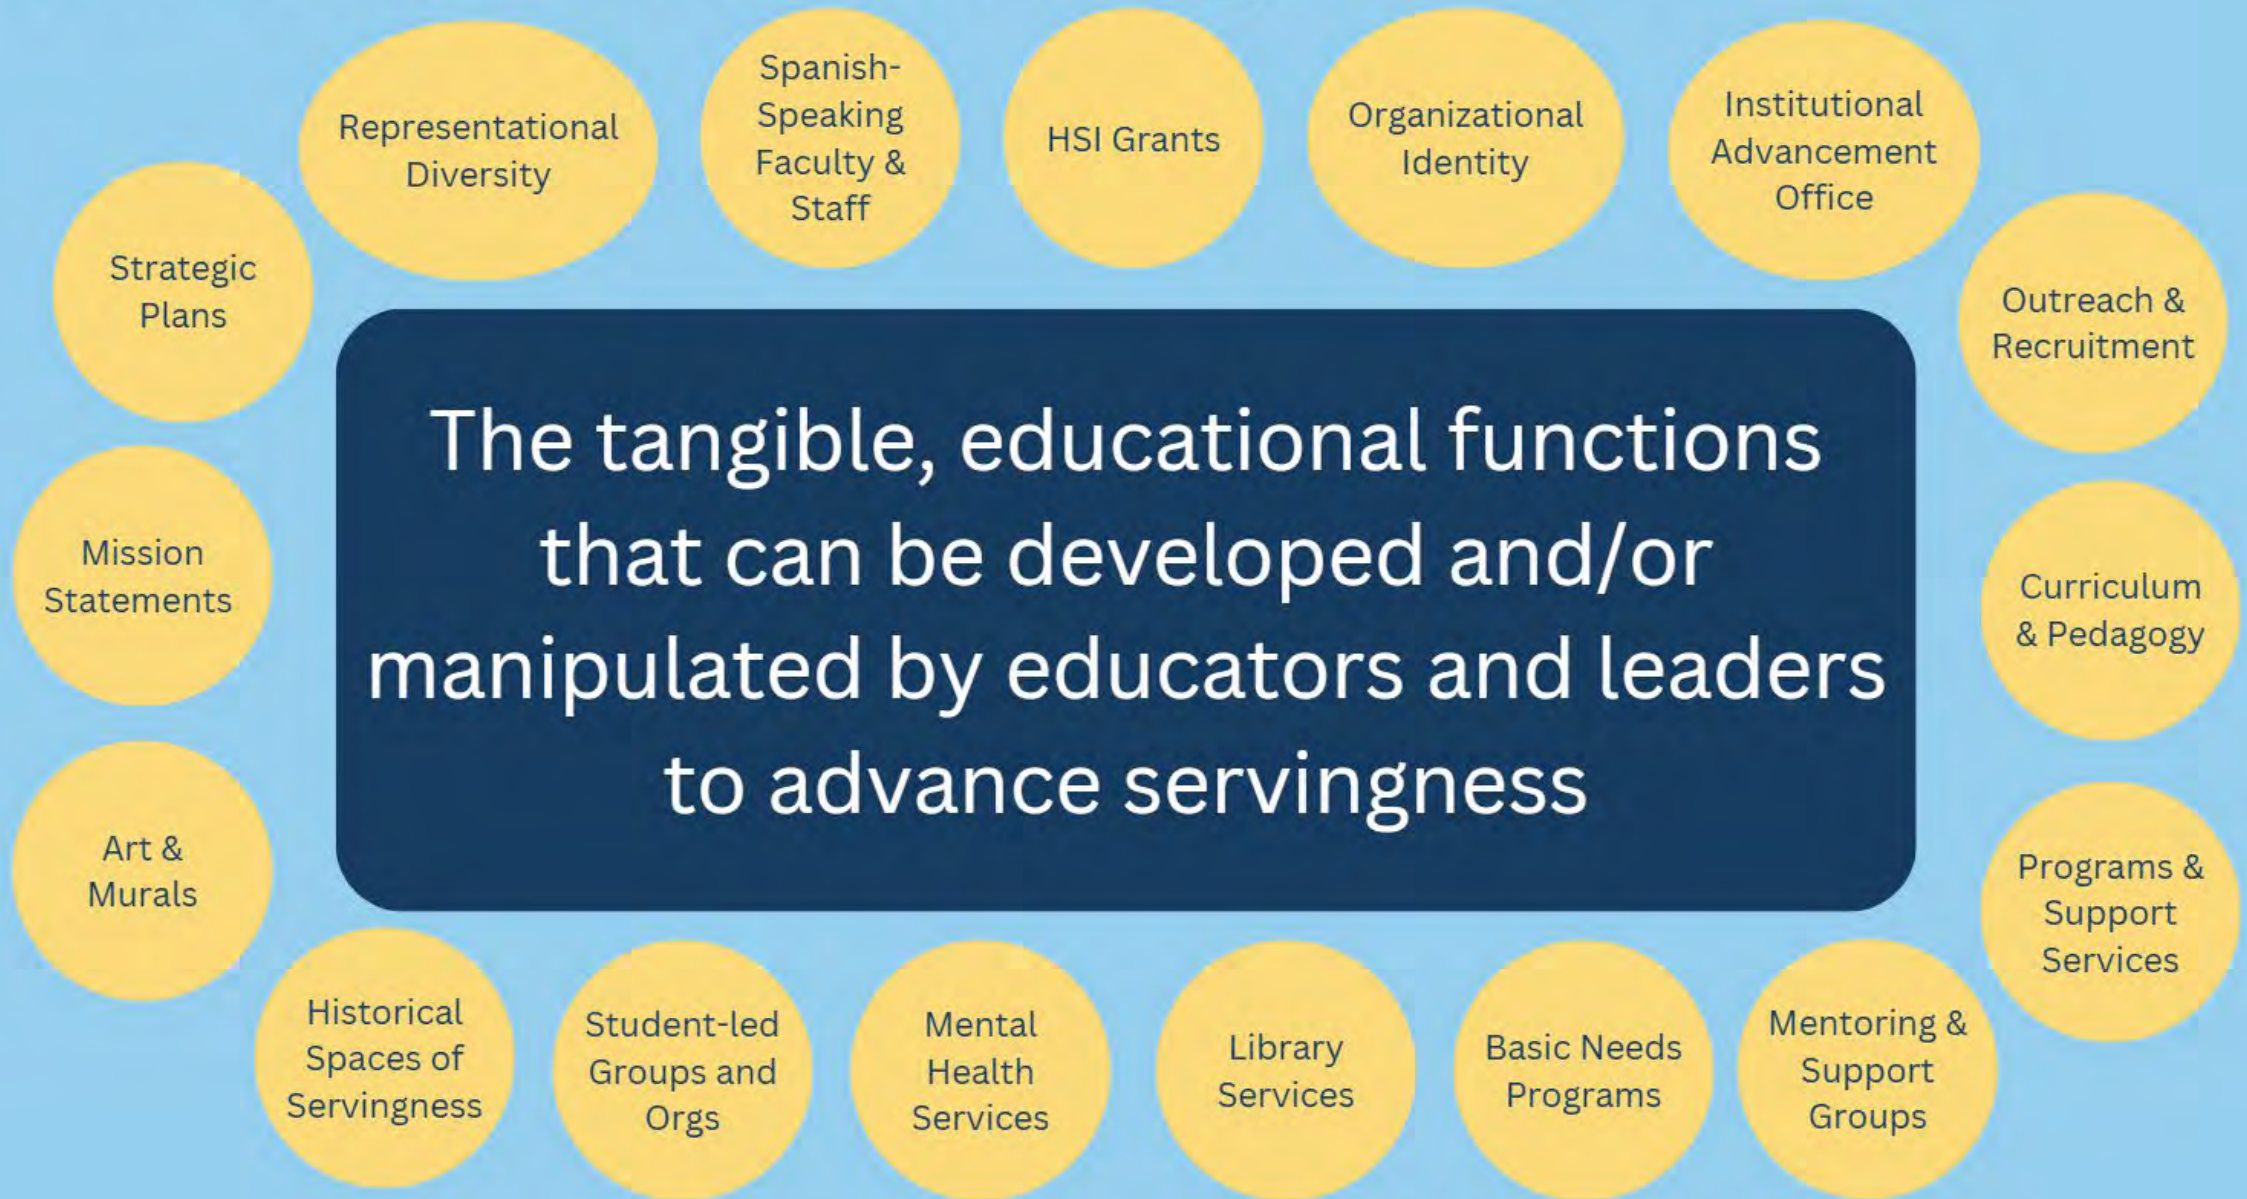 Representational
Diversity
Spanish-
Speaking
Faculty &
Staff
HSI Grants
Organizational
Identity
Institutional
Advancement
Office
Outreach &
Recruitment
Curriculum
& Pedagogy
Programs &
Support
Services
Mentoring &
Support
Groups
Basic Needs
Programs
Library
Services
Mental
Health
Services
Student-led
Groups and
Orgs
Historical
Spaces of
Servingness
Art &
Murals
Mission
Statements
Strategic
Plans
The tangible, educational functions
that can be developed and/or
manipulated by educators and leaders
to advance servingness